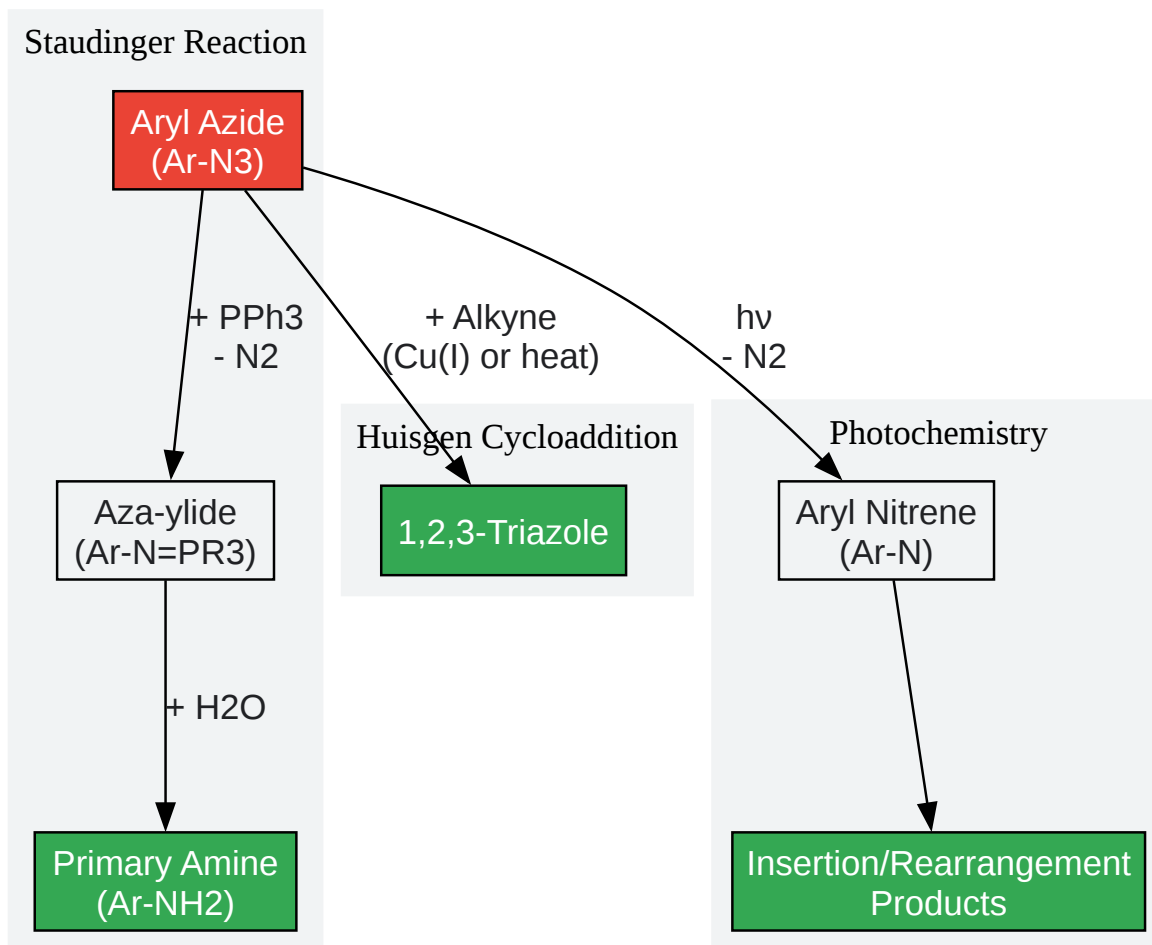 Staudinger Reaction
Aryl Azide
(Ar-N3)
+ PPh3
- N2
+ Alkyne
(Cu(I) or heat)
hν
- N2
Huisgen Cycloaddition
Photochemistry
Aza-ylide
(Ar-N=PR3)
1,2,3-Triazole
Aryl Nitrene
(Ar-N)
+ H2O
Primary Amine
(Ar-NH2)
Insertion/Rearrangement
Products